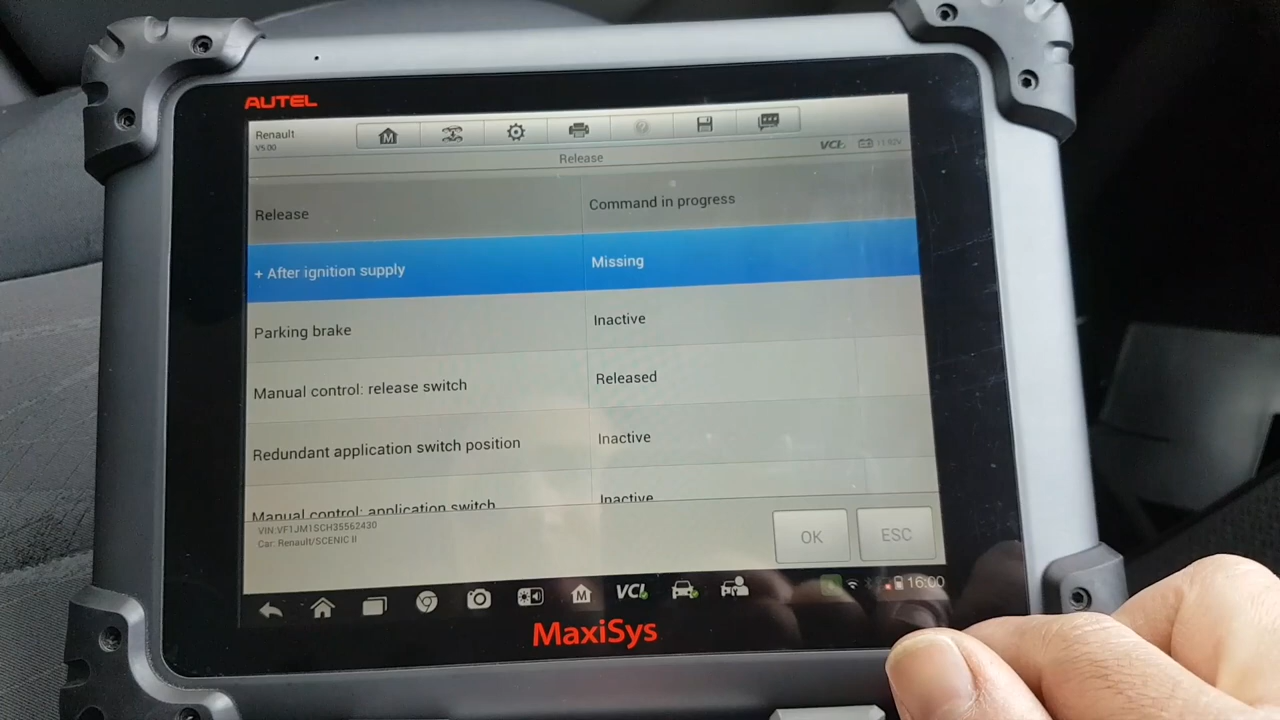 AUTEL
Renault
V5.00
M
VCI
11.92V
Release
Release Command in progress
+ After ignition supply Missing
Parking brake Inactive
Manual control: release switch Released
Redundant application switch position Inactive
Manual control: application switch Inactive
VIN:VF1JM1SCH35562430
Car: Renault/SCENIC II
OK
ESC
M
VCI
16:00
MaxiSys